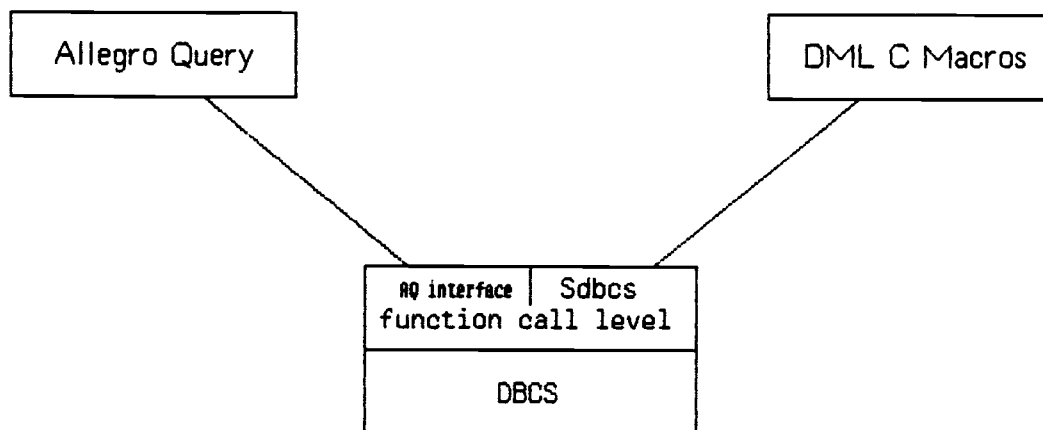 Allegro Query
DML C Macros
AQ interface
Sdbcs
function call level
DBCS